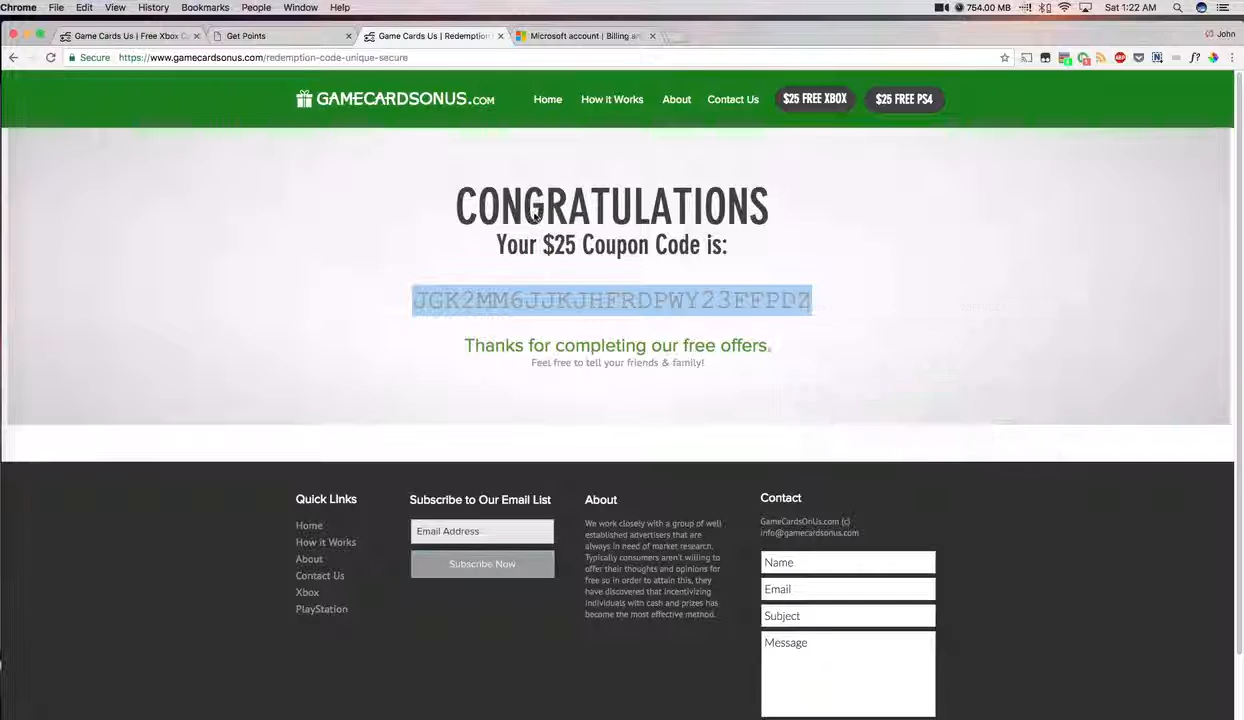 Chrome File Edit View History Bookmarks People Window Help 754.00 MB Sat 1:22 AM
Game Cards Us | Free Xbox Get Points Game Cards Us | Redemption Microsoft account | Billing John
Secure https://www.gamecardsonus.com/redemption-code-unique-secure
GAMECARDSONUS.COM Home How it Works About Contact Us $25 FREE XBOX $25 FREE PS4
CONGRATULATIONS
Your $25 Coupon Code is:
JGK2MM6JJKJHFRDPWY23FFPDZ
Thanks for completing our free offers.
Feel free to tell your friends & family!
Quick Links
Home
How it Works
About
Contact Us
Xbox
PlayStation
Subscribe to Our Email List
Email Address
Subscribe Now
About
We work closely with a group of well
established advertisers that are
always in need of market research.
Typically consumers aren't willing to
offer their thoughts and opinions for
free so in order to attain this, they
have discovered that incentivizing
individuals with cash and prizes has
become the most effective method.
Contact
GameCardsOnUs.com (c)
info@gamecardsonus.com
Name
Email
Subject
Message